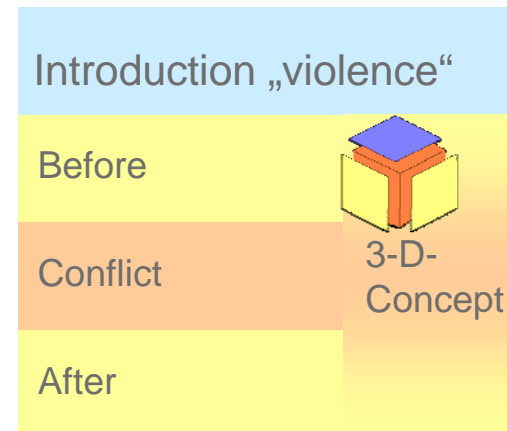 Introduction „violence“
Before
Conflict
After
3-D-
Concept